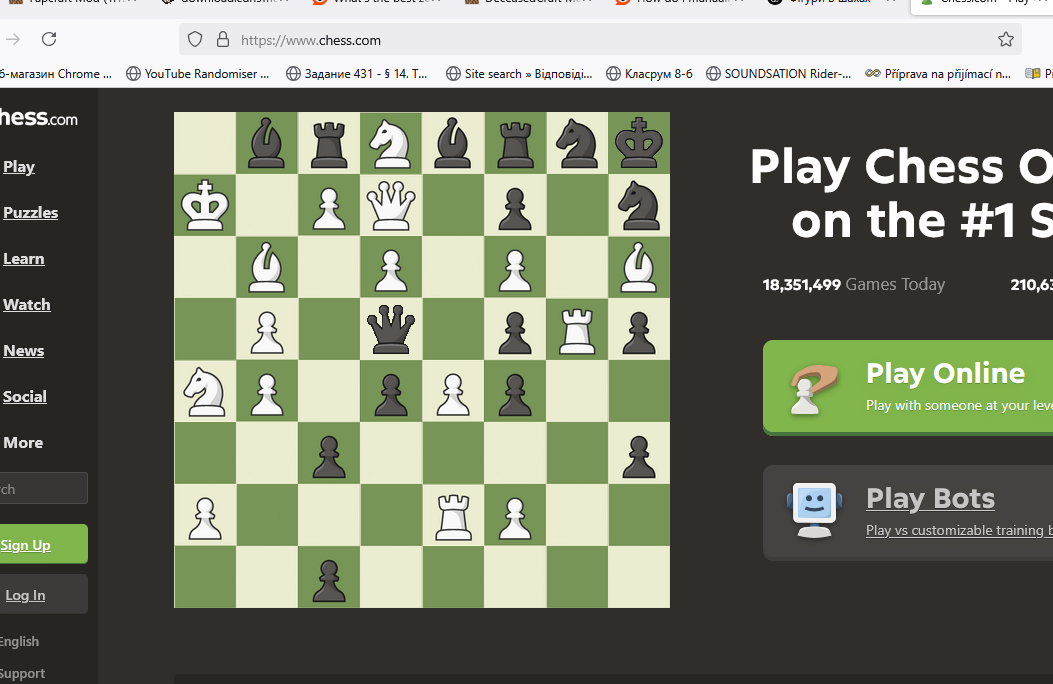 https://www.chess.com
Chrome ...
YouTube Randomiser ...
Задание 431 - § 14. Т...
Site search » Відповіді...
Класрум 8-б
SOUNDSATION Rider-...
Příprava na přijímací n...
hess.com
Play
Puzzles
Learn
Watch
News
Social
More
Sign Up
Log In
English
Support
Play Chess O
on the #1 S
18,351,499 Games Today
210,63
Play Online
Play with someone at your leve
Play Bots
Play vs customizable training b